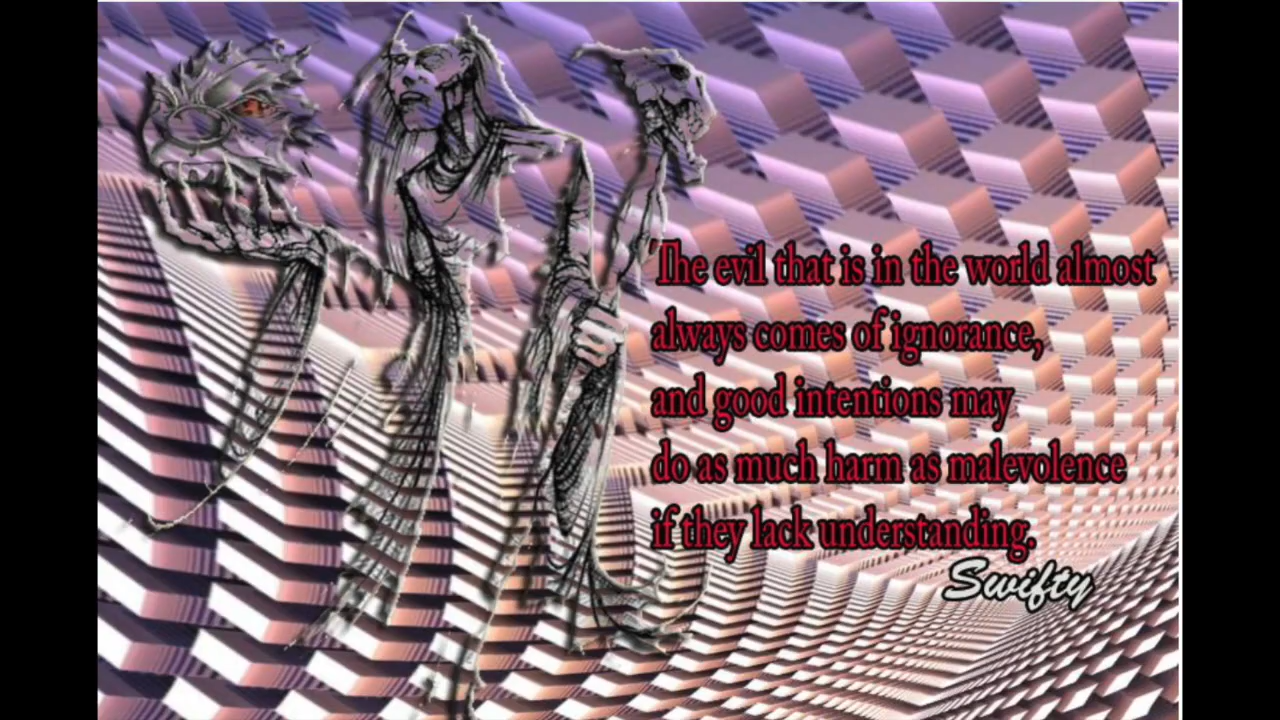 The evil that is in the world almost
always comes of ignorance,
and good intentions may
do as much harm as malevolence
if they lack understanding.
Swifty